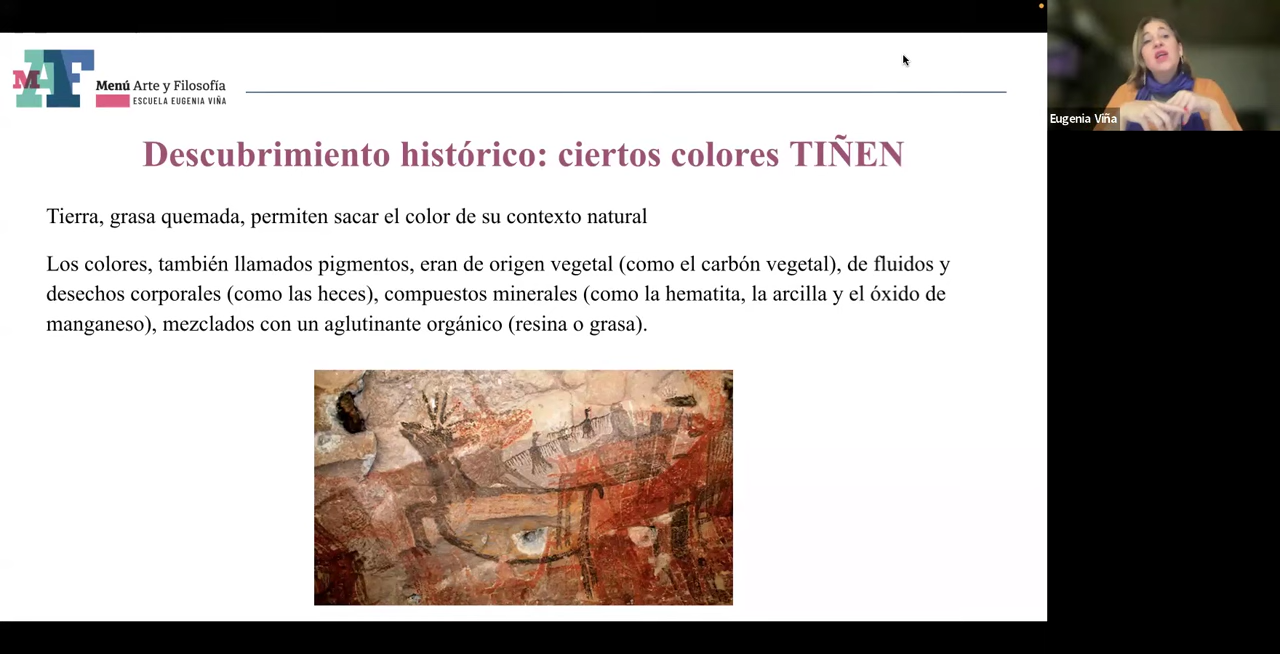 MAF
Menú Arte y Filosofía
ESCUELA EUGENIA VIÑA
Eugenia Viña
Descubrimiento histórico: ciertos colores TIÑEN
Tierra, grasa quemada, permiten sacar el color de su contexto natural
Los colores, también llamados pigmentos, eran de origen vegetal (como el carbón vegetal), de fluidos y
desechos corporales (como las heces), compuestos minerales (como la hematita, la arcilla y el óxido de
manganeso), mezclados con un aglutinante orgánico (resina o grasa).